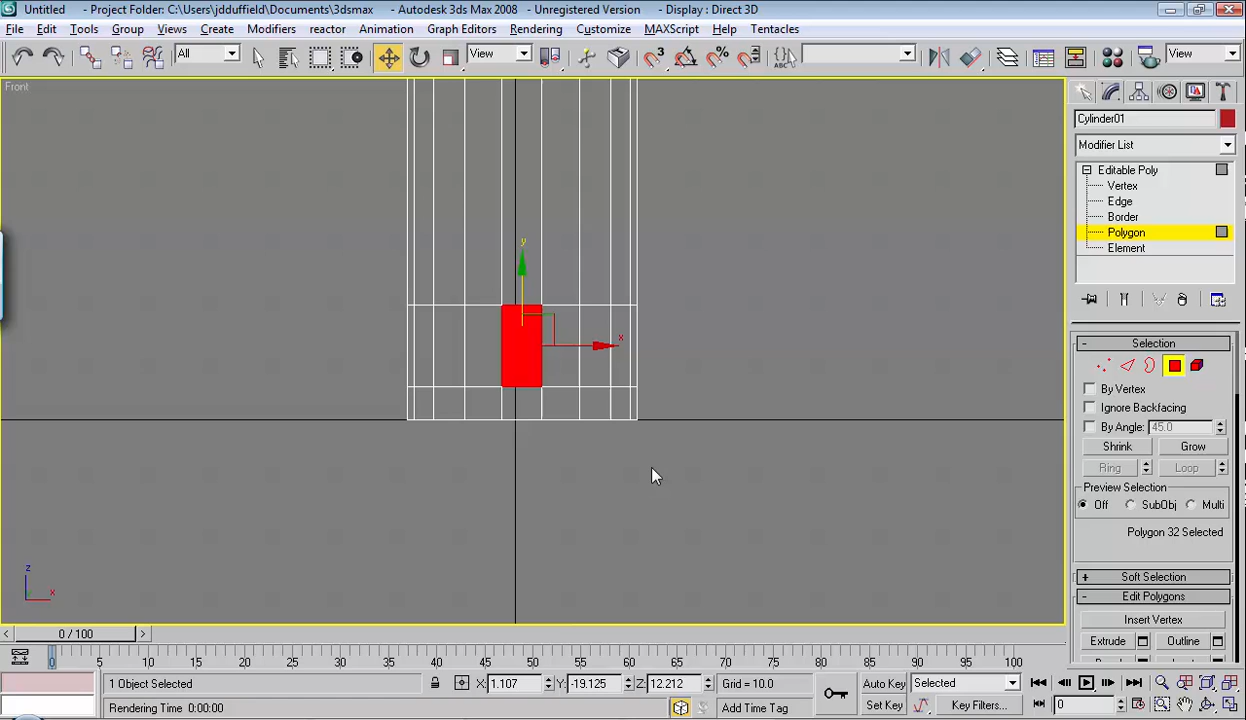 Untitled - Project Folder: C:\Users\jdduffield\Documents\3dsmax - Autodesk 3ds Max 2008 - Unregistered Version - Display : Direct 3D
File Edit Tools Group Views Create Modifiers reactor Animation Graph Editors Rendering Customize MAXScript Help Tentacles
All View View
Front
Cylinder01
Modifier List
Editable Poly
Vertex
Edge
Border
Polygon
Element
y
x
z
x
- Selection
By Vertex
Ignore Backfacing
By Angle: 45.0
Shrink Grow
Ring Loop
Preview Selection
Off SubObj Multi
Polygon 32 Selected
+ Soft Selection
- Edit Polygons
Insert Vertex
Extrude Outline
< 0 / 100 >
0 5 10 15 20 25 30 35 40 45 50 55 60 65 70 75 80 85 90 95 100
1 Object Selected X: 1.107 Y: -19.125 Z: 12.212 Grid = 10.0 Auto Key Selected
Rendering Time 0:00:00 Add Time Tag Set Key Key Filters... 0